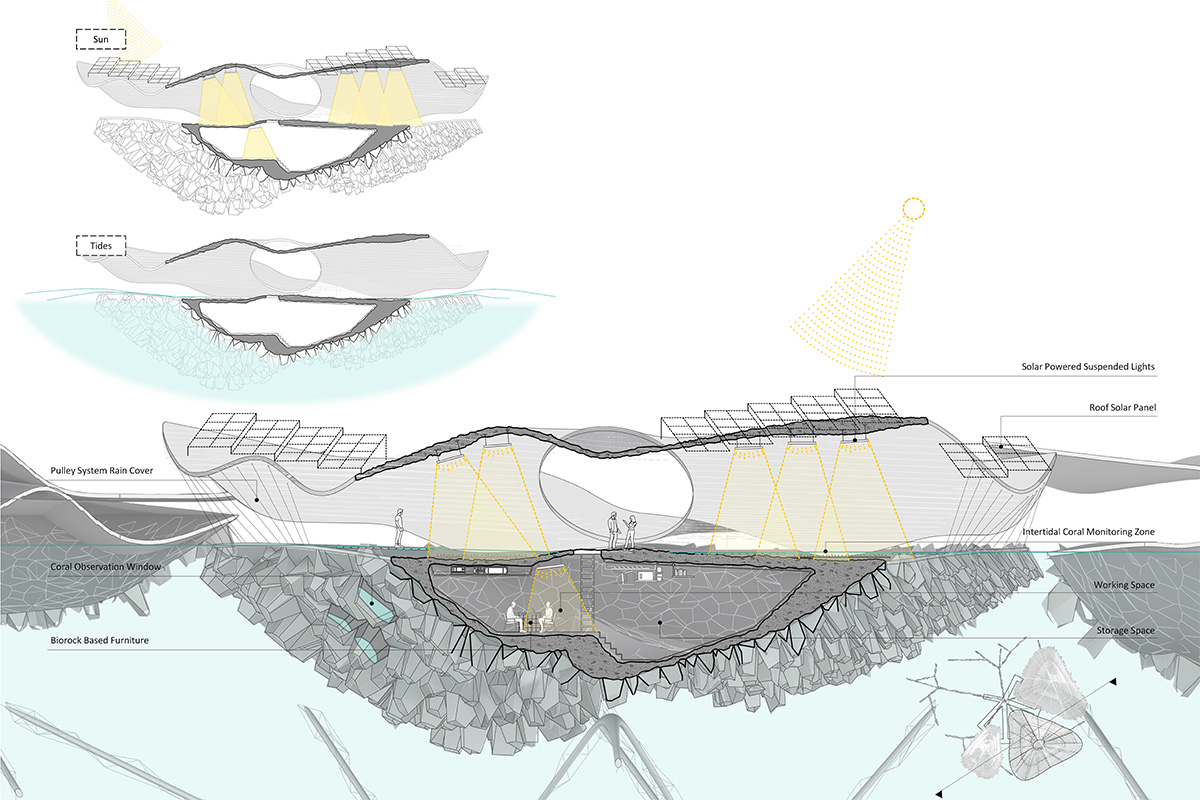 Sun
Tides
Solar Powered Suspended Lights
Roof Solar Panel
Pulley System Rain Cover
Intertidal Coral Monitoring Zone
Coral Observation Window
Working Space
Biorock Based Furniture
Storage Space